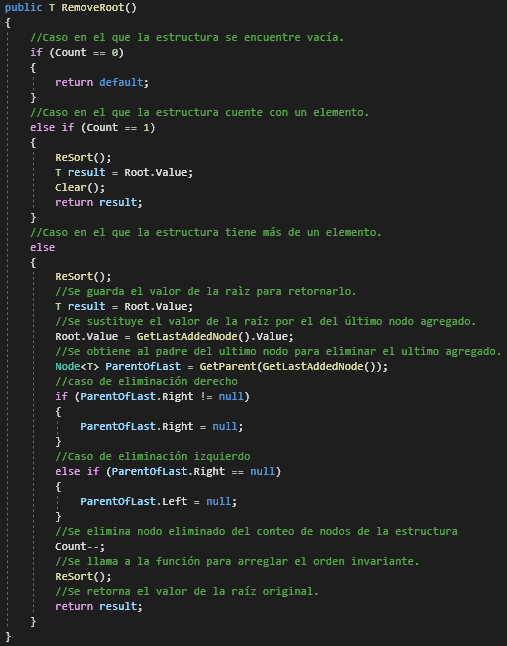 public T RemoveRoot()
{
//Caso en el que la estructura se encuentre vacía.
if (Count == 0)
{
return default;
}
//Caso en el que la estructura cuente con un elemento.
else if (Count == 1)
{
ReSort();
T result = Root.Value;
Clear();
return result;
}
//Caso en el que la estructura tiene más de un elemento.
else
{
ReSort();
//Se guarda el valor de la raìz para retornarlo.
T result = Root.Value;
//Se sustituye el valor de la raíz por el del último nodo agregado.
Root.Value = GetLastAddedNode().Value;
//Se obtiene al padre del ultimo nodo para eliminar el ultimo agregado.
Node<T> ParentOfLast = GetParent(GetLastAddedNode());
//caso de eliminación derecho
if (ParentOfLast.Right != null)
{
ParentOfLast.Right = null;
}
//Caso de eliminación izquierdo
else if (ParentOfLast.Right == null)
{
ParentOfLast.Left = null;
}
//Se elimina nodo eliminado del conteo de nodos de la estructura
Count--;
//Se llama a la función para arreglar el orden invariante.
ReSort();
//Se retorna el valor de la raíz original.
return result;
}
}